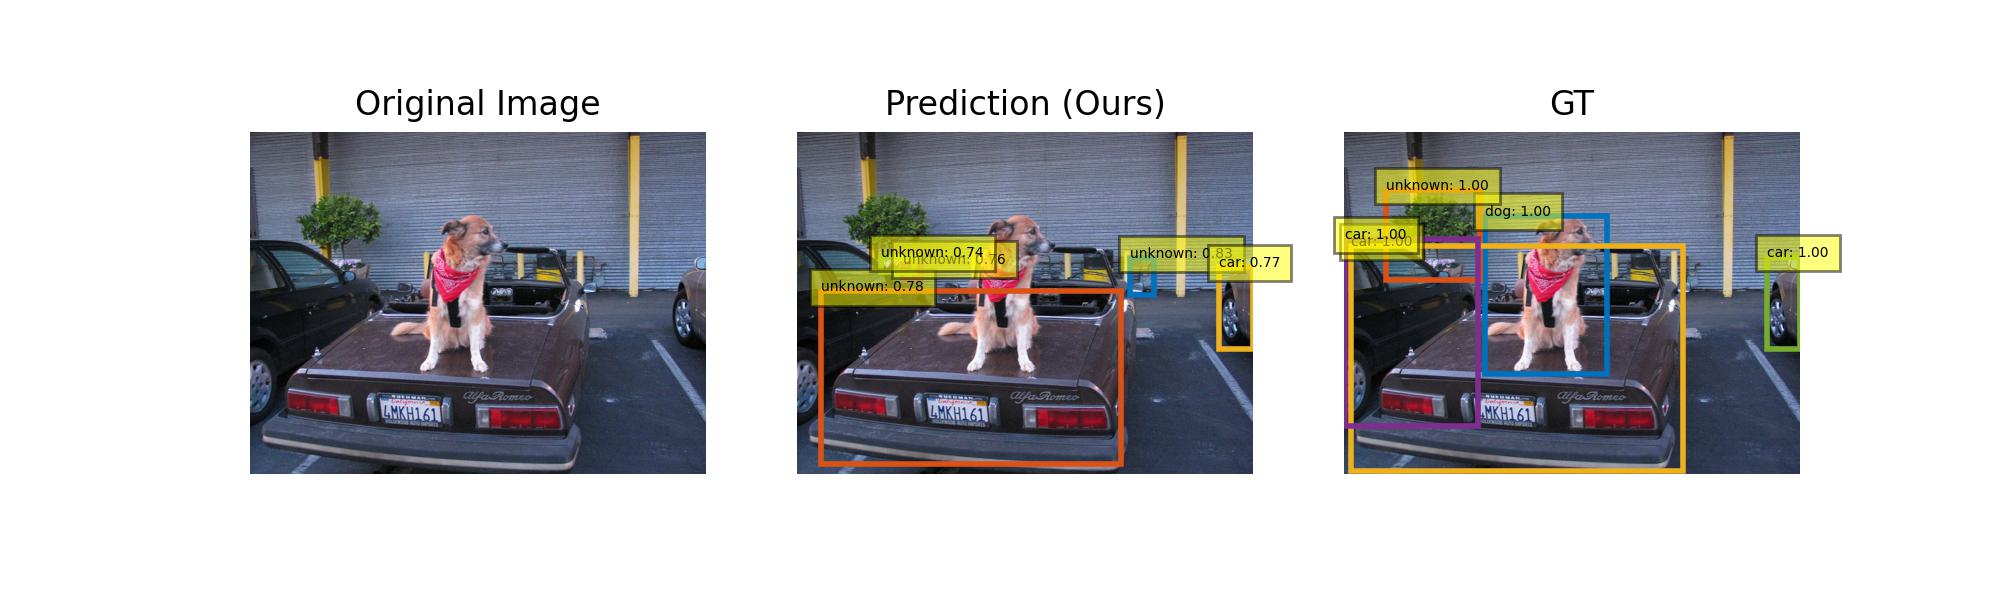 Original Image
Prediction (Ours)
GT
Alfa Romeo
4MKH161
unknown: 0.74
unknown: 0.76
unknown: 0.83
car: 0.77
unknown: 0.78
Alfa Romeo
4MKH161
unknown: 1.00
dog: 1.00
car: 1.00
car: 1.00
car: 1.00
Alfa Romeo
MKH161